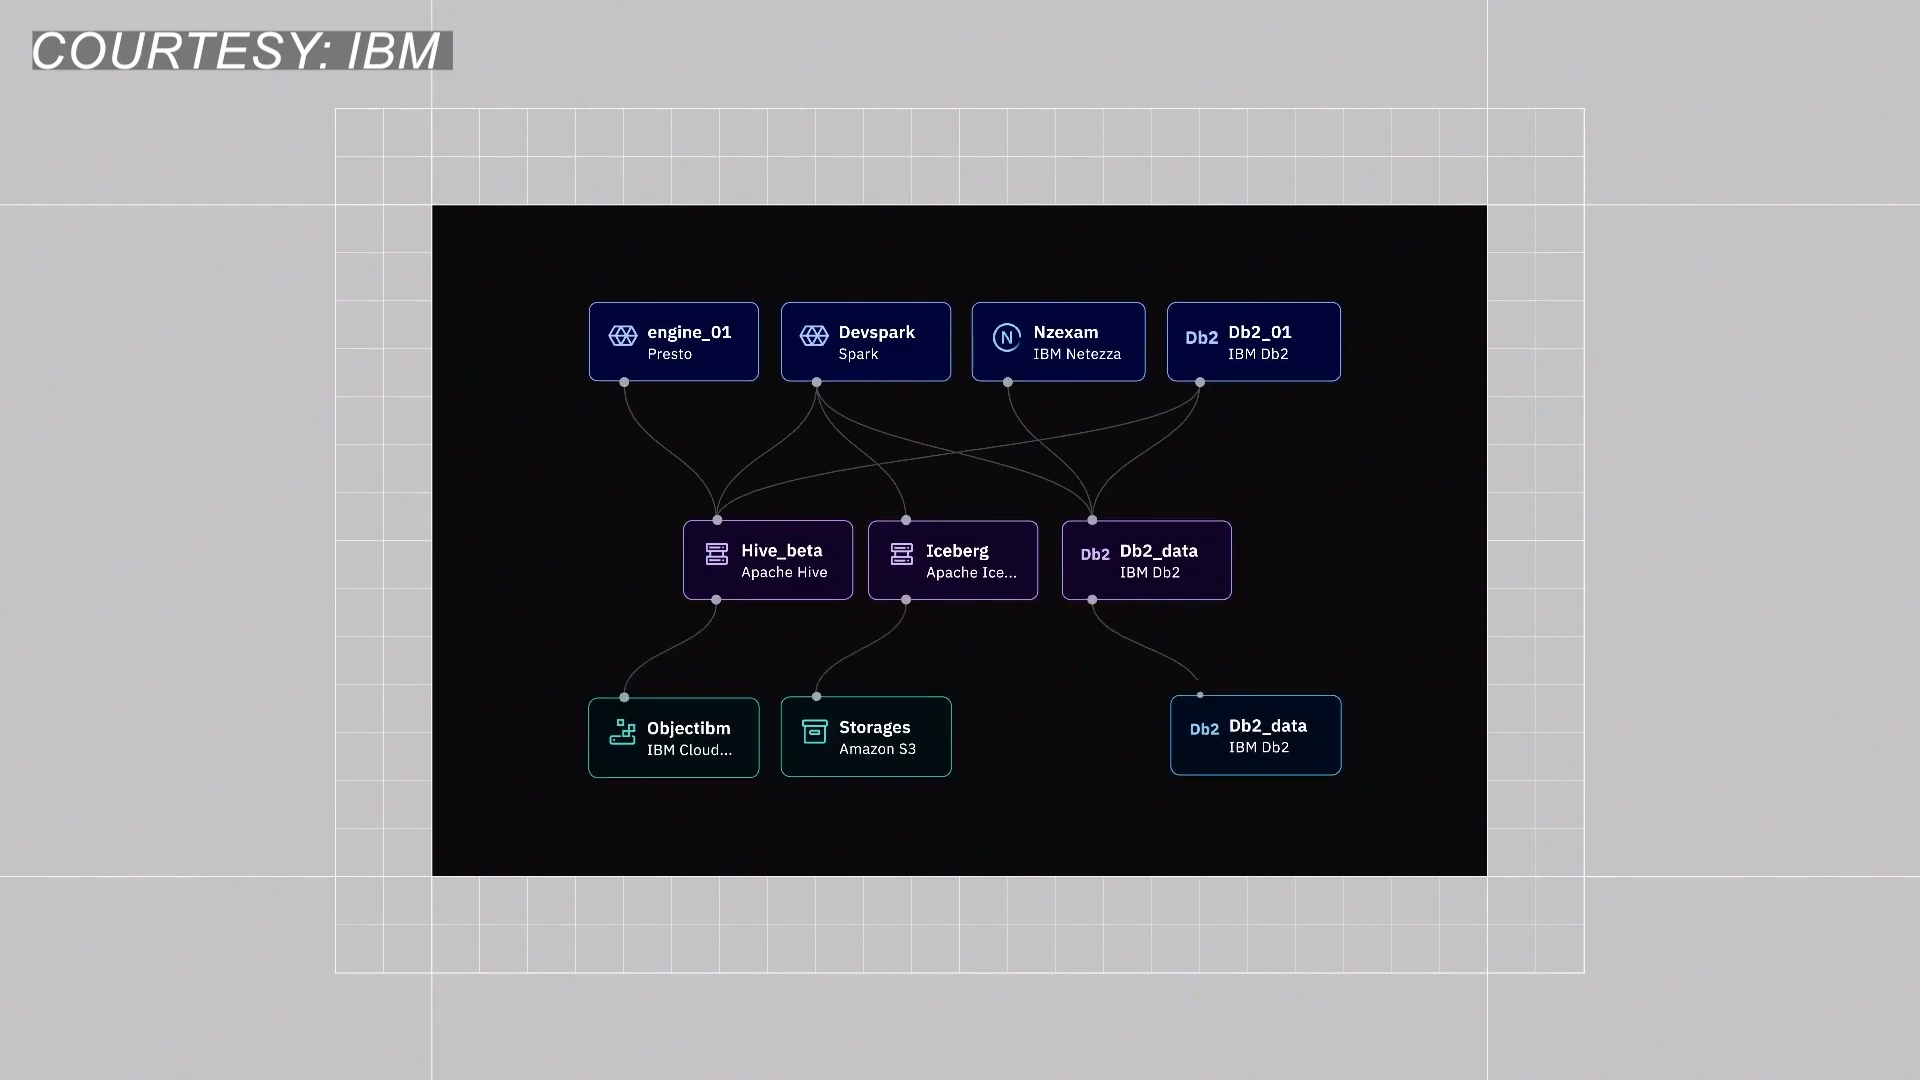 COURTESY: IBM
engine_01
Presto
Devspark
Spark
N
Nzexam
IBM Netezza
Db2
Db2_01
IBM Db2
Hive_beta
Apache Hive
Iceberg
Apache Ice...
Db2
Db2_data
IBM Db2
Objectibm
IBM Cloud...
Storages
Amazon S3
Db2
Db2_data
IBM Db2